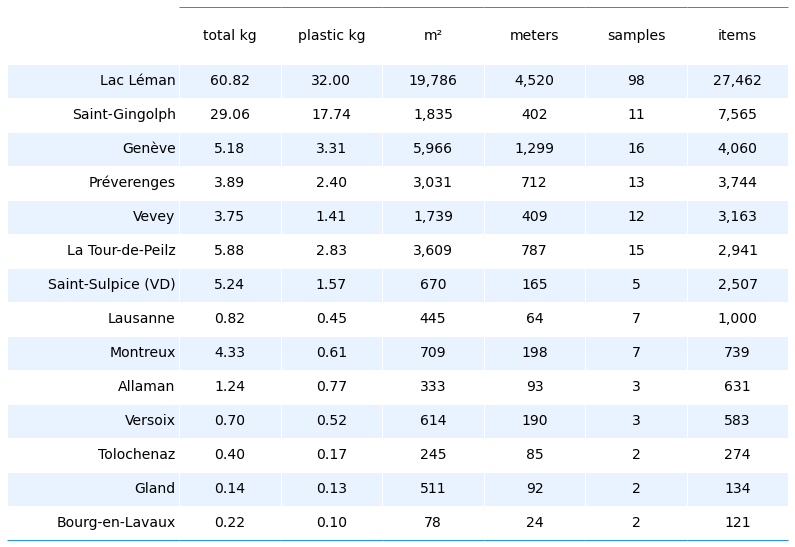 total kg plastic kg m² meters samples items
Lac Léman 60.82 32.00 19,786 4,520 98 27,462
Saint-Gingolph 29.06 17.74 1,835 402 11 7,565
Genève 5.18 3.31 5,966 1,299 16 4,060
Préverenges 3.89 2.40 3,031 712 13 3,744
Vevey 3.75 1.41 1,739 409 12 3,163
La Tour-de-Peilz 5.88 2.83 3,609 787 15 2,941
Saint-Sulpice (VD) 5.24 1.57 670 165 5 2,507
Lausanne 0.82 0.45 445 64 7 1,000
Montreux 4.33 0.61 709 198 7 739
Allaman 1.24 0.77 333 93 3 631
Versoix 0.70 0.52 614 190 3 583
Tolochenaz 0.40 0.17 245 85 2 274
Gland 0.14 0.13 511 92 2 134
Bourg-en-Lavaux 0.22 0.10 78 24 2 121